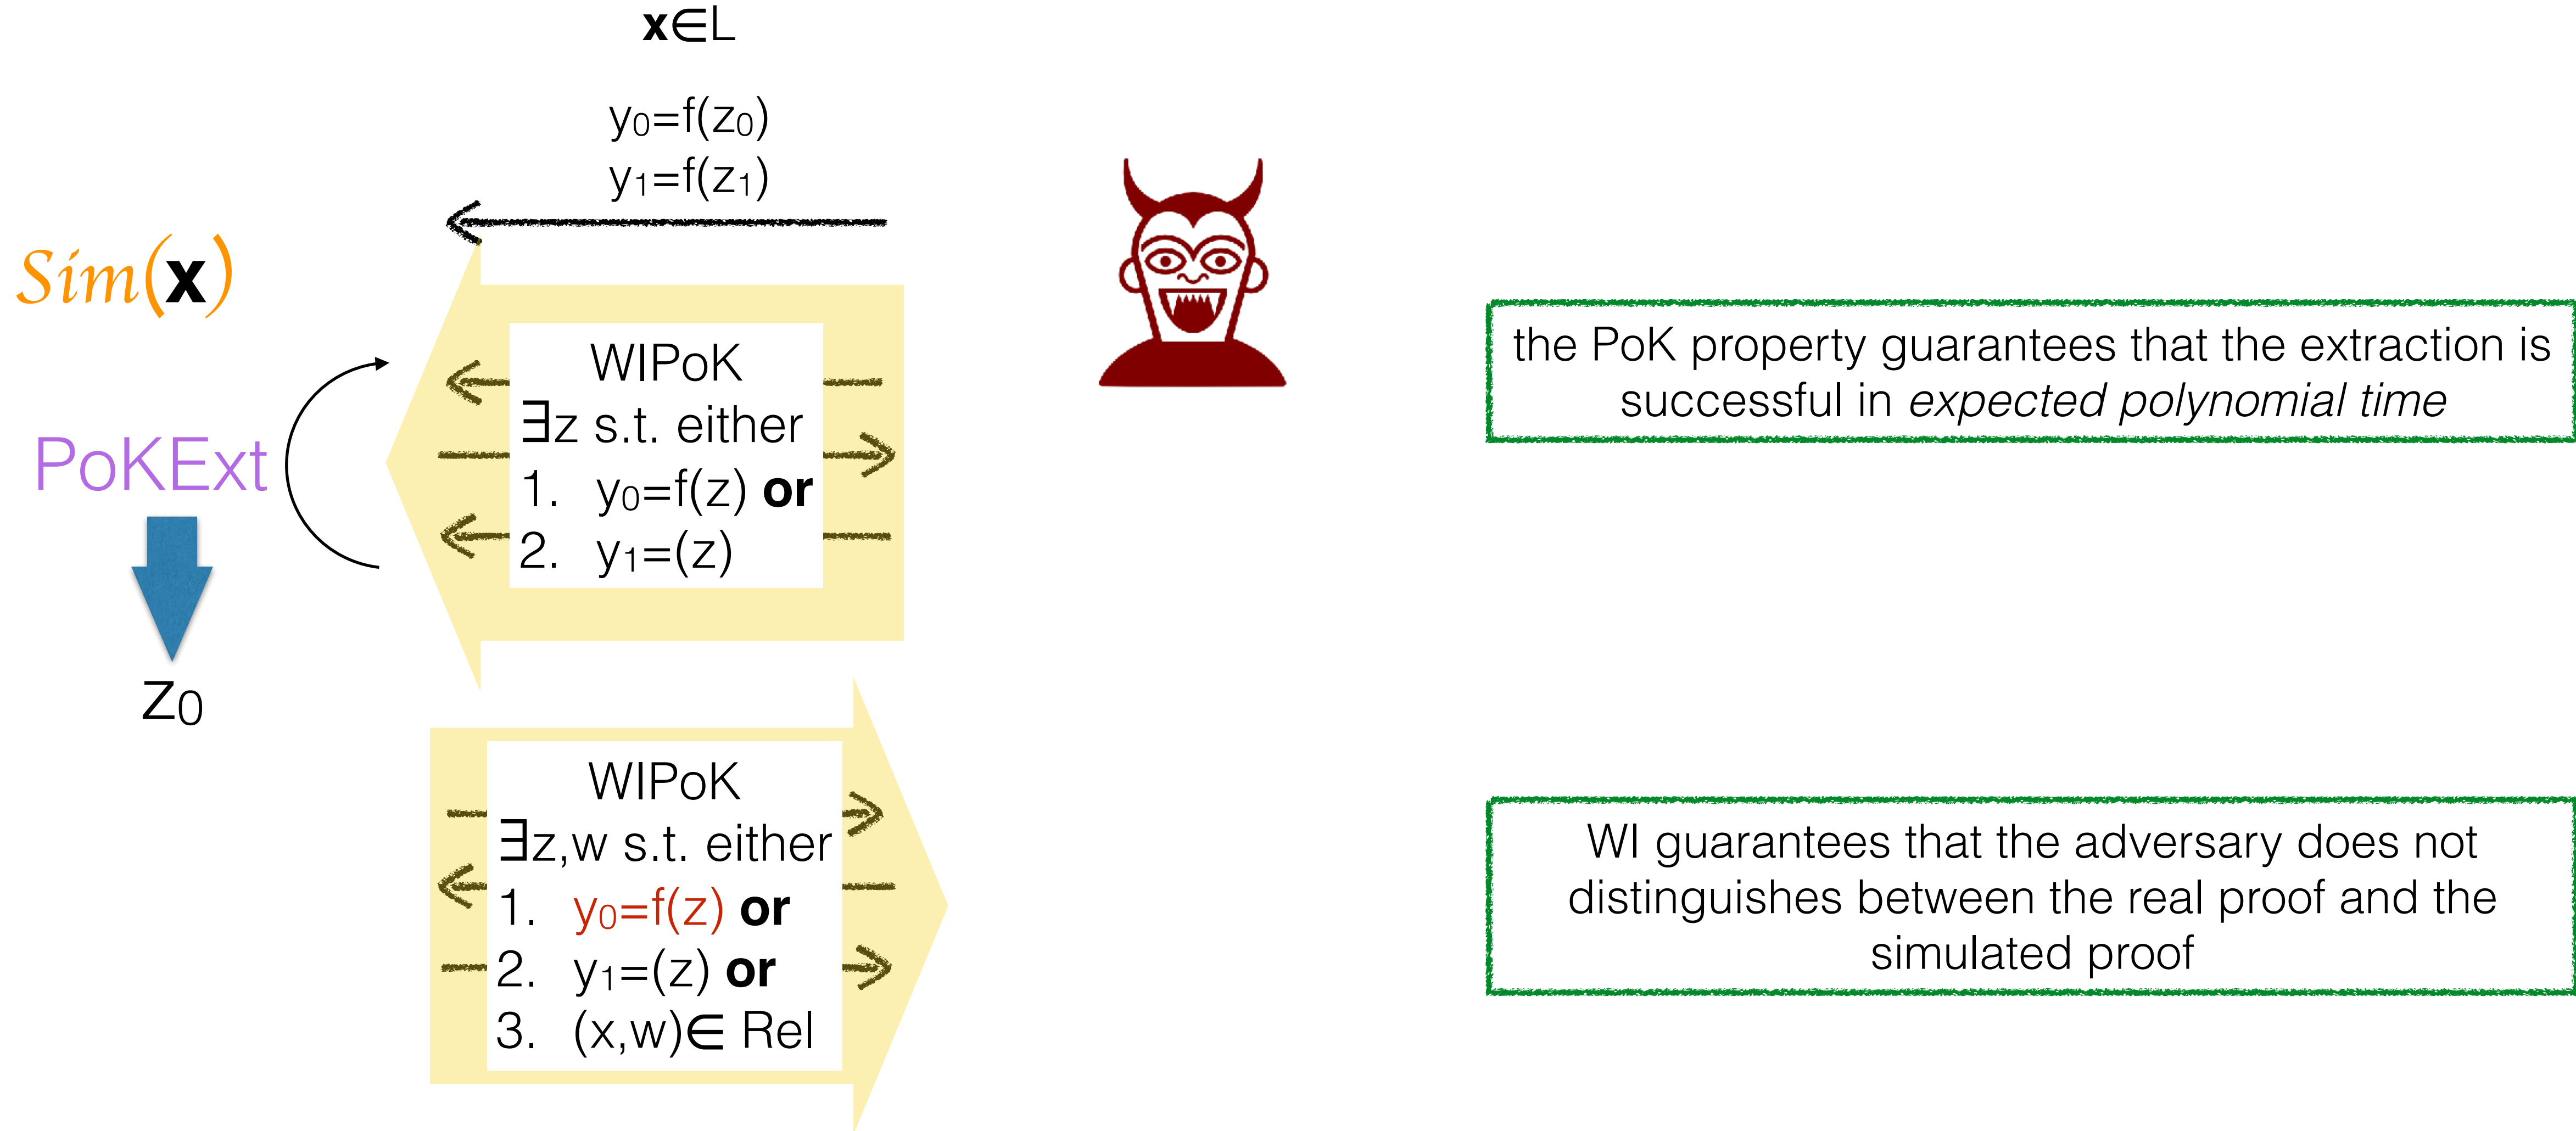 x∈L
y₀=f(z₀)
y₁=f(z₁)
Sim(x)
WIPoK
∃z s.t. either
1. y₀=f(z) or
2. y₁=(z)
PoKExt
z₀
the PoK property guarantees that the extraction is
successful in expected polynomial time
WIPoK
∃z,w s.t. either
1. y₀=f(z) or
2. y₁=(z) or
3. (x,w)∈ Rel
WI guarantees that the adversary does not
distinguishes between the real proof and the
simulated proof